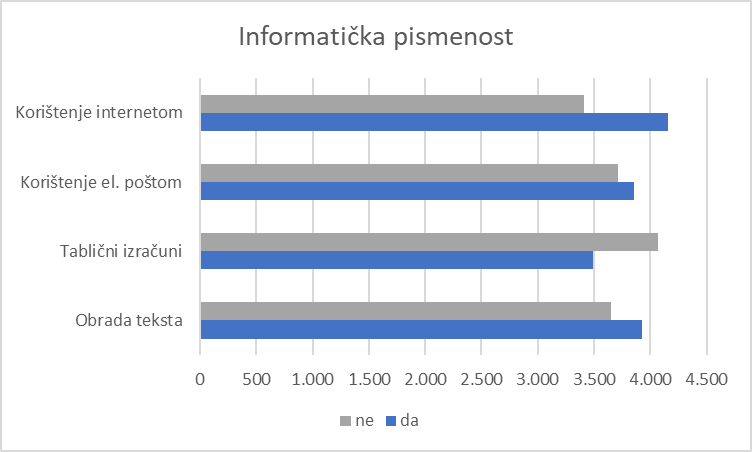 Informatička pismenost
Korištenje internetom
Korištenje el. poštom
Tablični izračuni
Obrada teksta
0 500 1.000 1.500 2.000 2.500 3.000 3.500 4.000 4.500
ne da